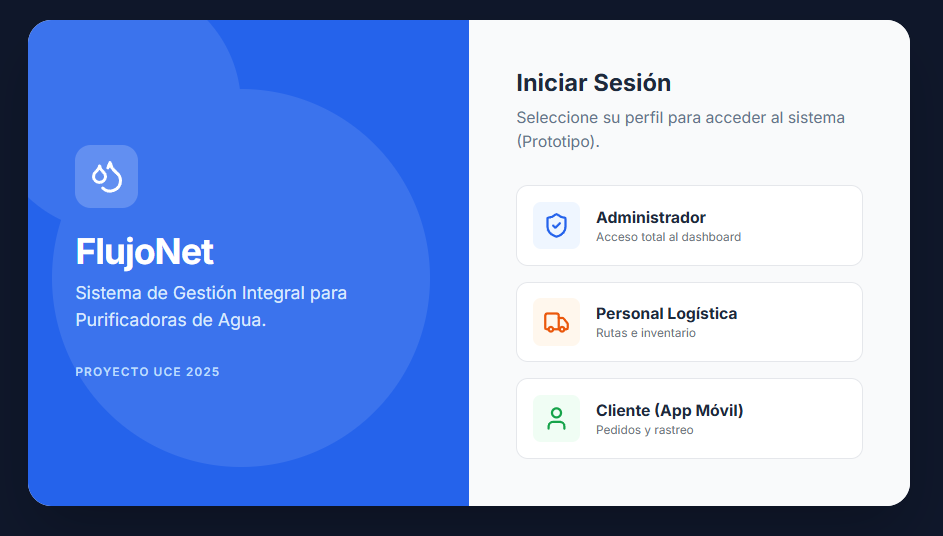 FlujoNet
Sistema de Gestión Integral para
Purificadoras de Agua.
PROYECTO UCE 2025
Iniciar Sesión
Seleccione su perfil para acceder al sistema
(Prototipo).
Administrador
Acceso total al dashboard
Personal Logística
Rutas e inventario
Cliente (App Móvil)
Pedidos y rastreo